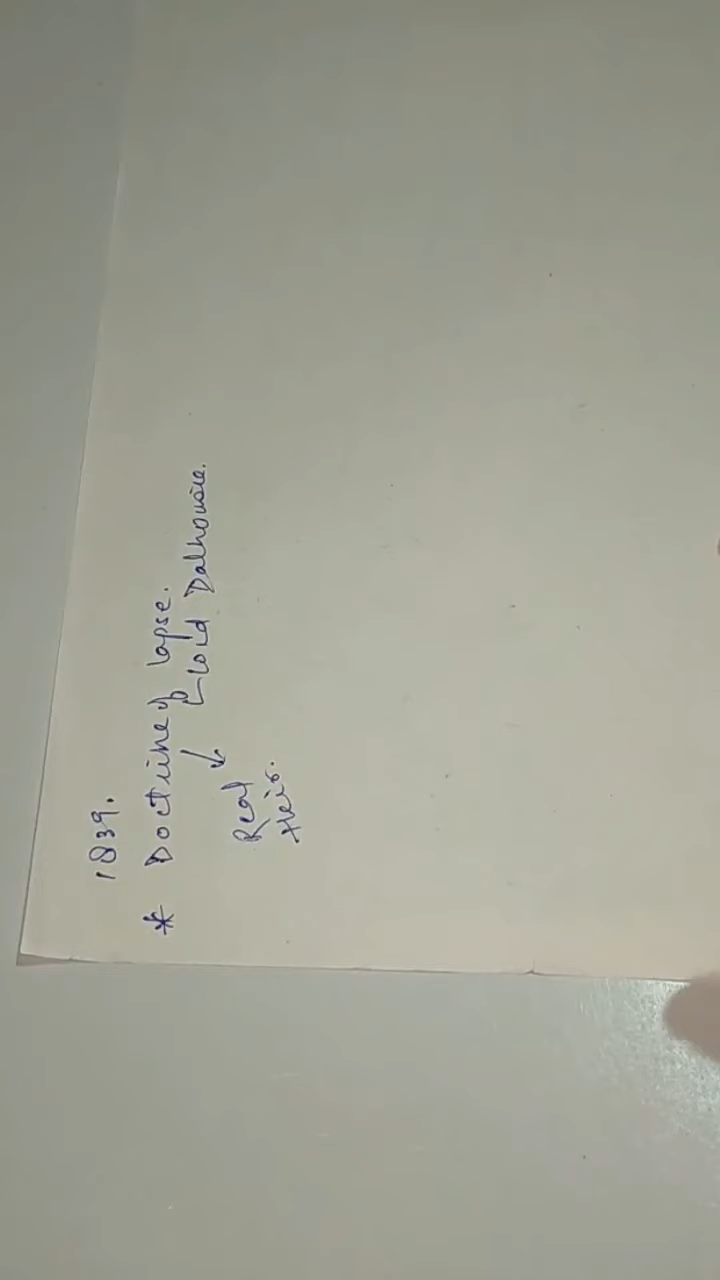 1839.
* Doctrine of lapse.
Lord Dalhousie.
Real
Heir.